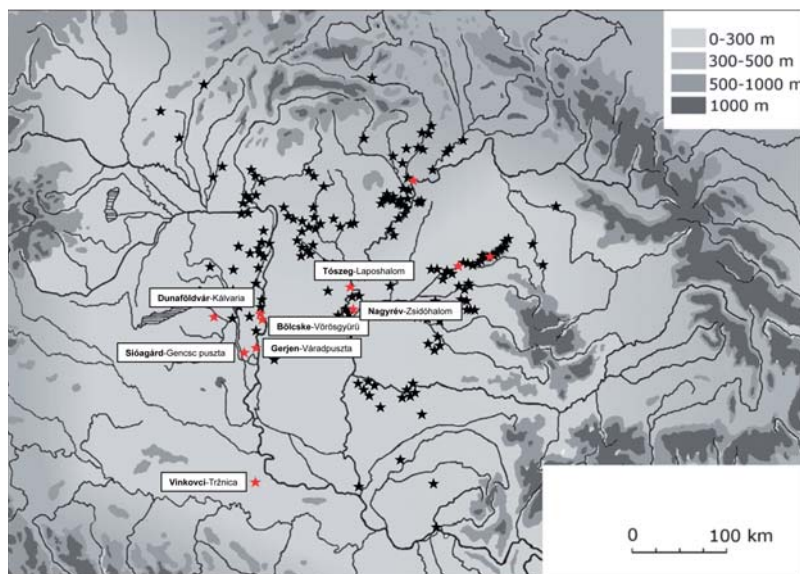 0-300 m
300-500 m
500-1000 m
1000 m
Tószeg-Laposhalom
Dunaföldvár-Kálvaria
Nagyrév-Zsidóhalom
Bölcske-Vörösgyűrű
Sióagárd-Gencsc puszta
Gerjen-Váradpuszta
Vinkovci-Tržnica
0 100 km